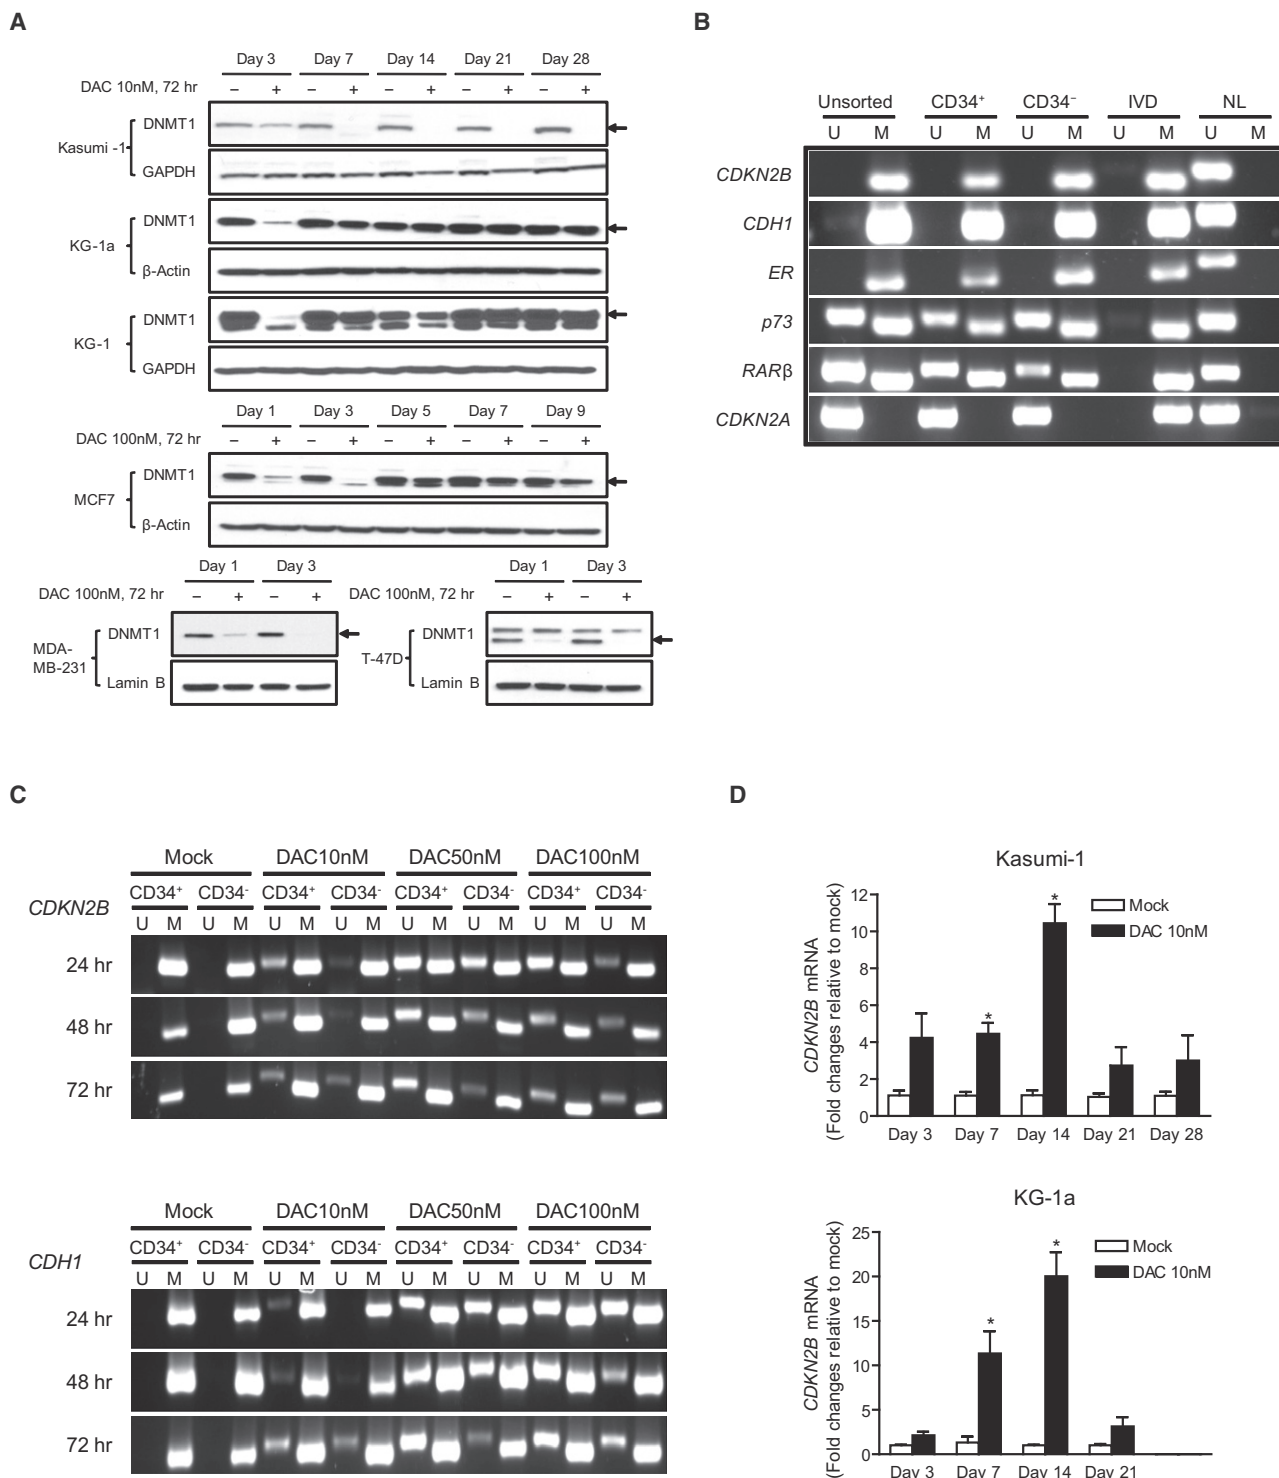 A
Day 3 Day 7 Day 14 Day 21 Day 28
DAC 10nM, 72 hr – + – + – + – + – +
Kasumi -1
DNMT1
GAPDH
KG-1a
DNMT1
β-Actin
KG-1
DNMT1
GAPDH
Day 1 Day 3 Day 5 Day 7 Day 9
DAC 100nM, 72 hr – + – + – + – + – +
MCF7
DNMT1
β-Actin
Day 1 Day 3
DAC 100nM, 72 hr – + – +
MDA-
MB-231
DNMT1
Lamin B
Day 1 Day 3
DAC 100nM, 72 hr – + – +
T-47D
DNMT1
Lamin B
B
Unsorted CD34+ CD34– IVD NL
U M U M U M U M U M
CDKN2B
CDH1
ER
p73
RARβ
CDKN2A
C
Mock DAC10nM DAC50nM DAC100nM
CD34+ CD34- CD34+ CD34- CD34+ CD34- CD34+ CD34-
CDKN2B
U M U M U M U M U M U M U M U M
24 hr
48 hr
72 hr
Mock DAC10nM DAC50nM DAC100nM
CD34+ CD34- CD34+ CD34- CD34+ CD34- CD34+ CD34-
CDH1
U M U M U M U M U M U M U M U M
24 hr
48 hr
72 hr
D
Kasumi-1
CDKN2B mRNA
(Fold changes relative to mock)
12
10
8
6
4
2
0
* *
Mock
DAC 10nM
Day 3 Day 7 Day 14 Day 21 Day 28
KG-1a
CDKN2B mRNA
(Fold changes relative to mock)
25
20
15
10
5
0
* *
Mock
DAC 10nM
Day 3 Day 7 Day 14 Day 21